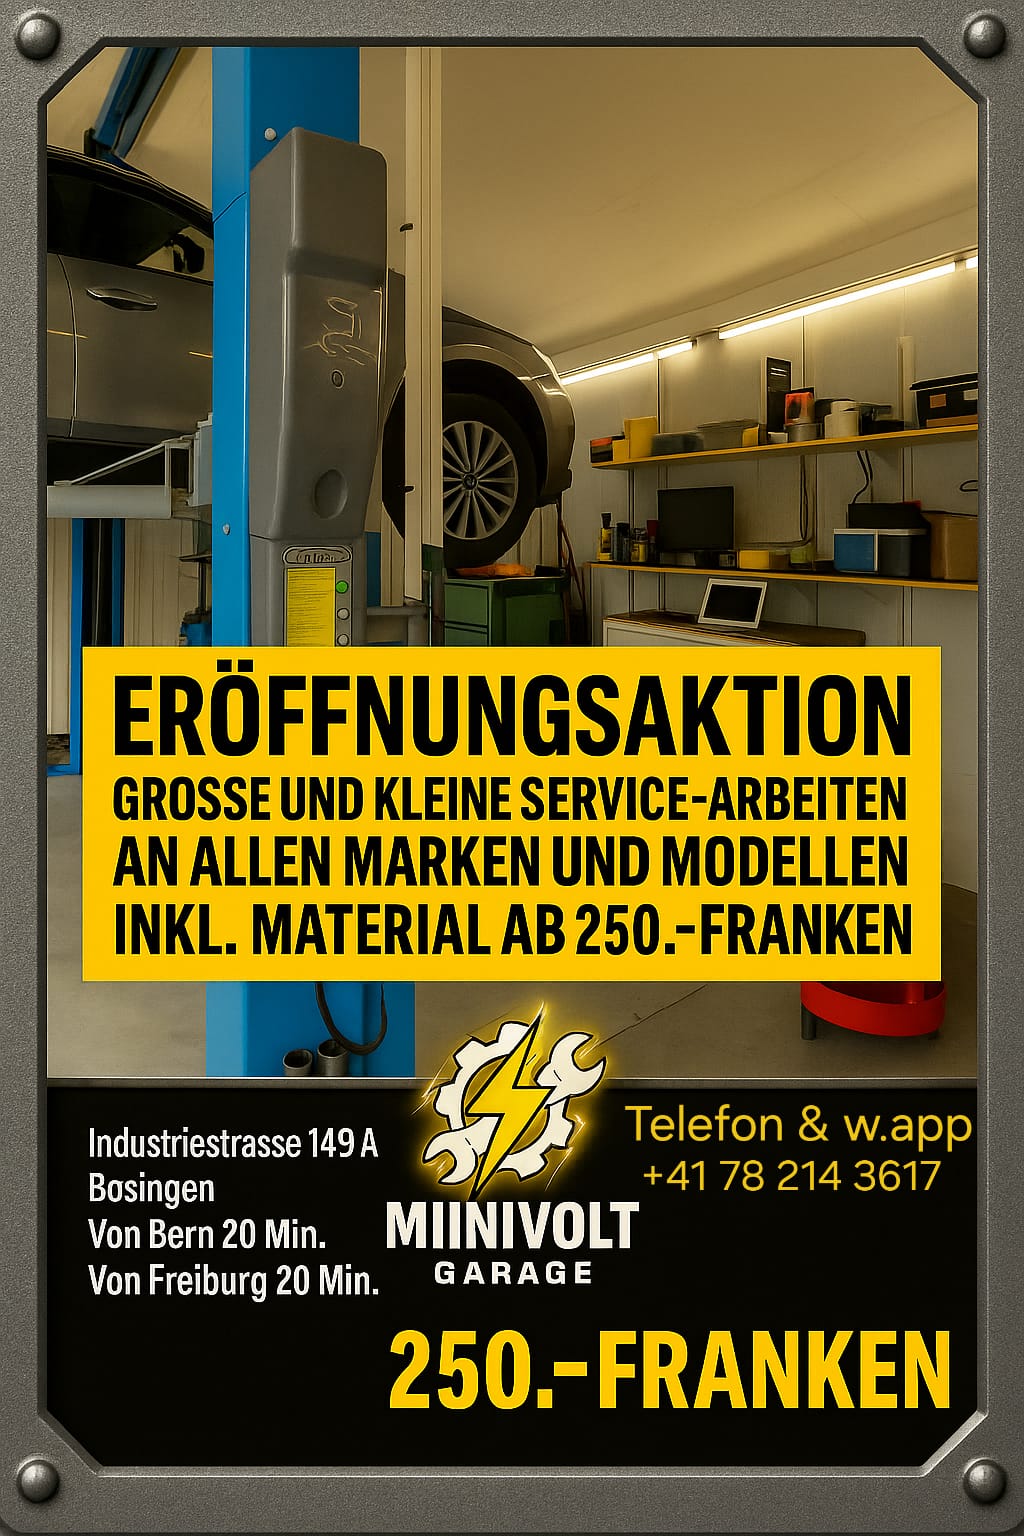 ERÖFFNUNGSAKTION
GROSSE UND KLEINE SERVICE-ARBEITEN
AN ALLEN MARKEN UND MODELLEN
INKL. MATERIAL AB 250.-FRANKEN
Industriestrasse 149 A
Bosingen
Von Bern 20 Min.
Von Freiburg 20 Min.
MIINIVOLT
GARAGE
Telefon & w.app
+41 78 214 3617
250.-FRANKEN